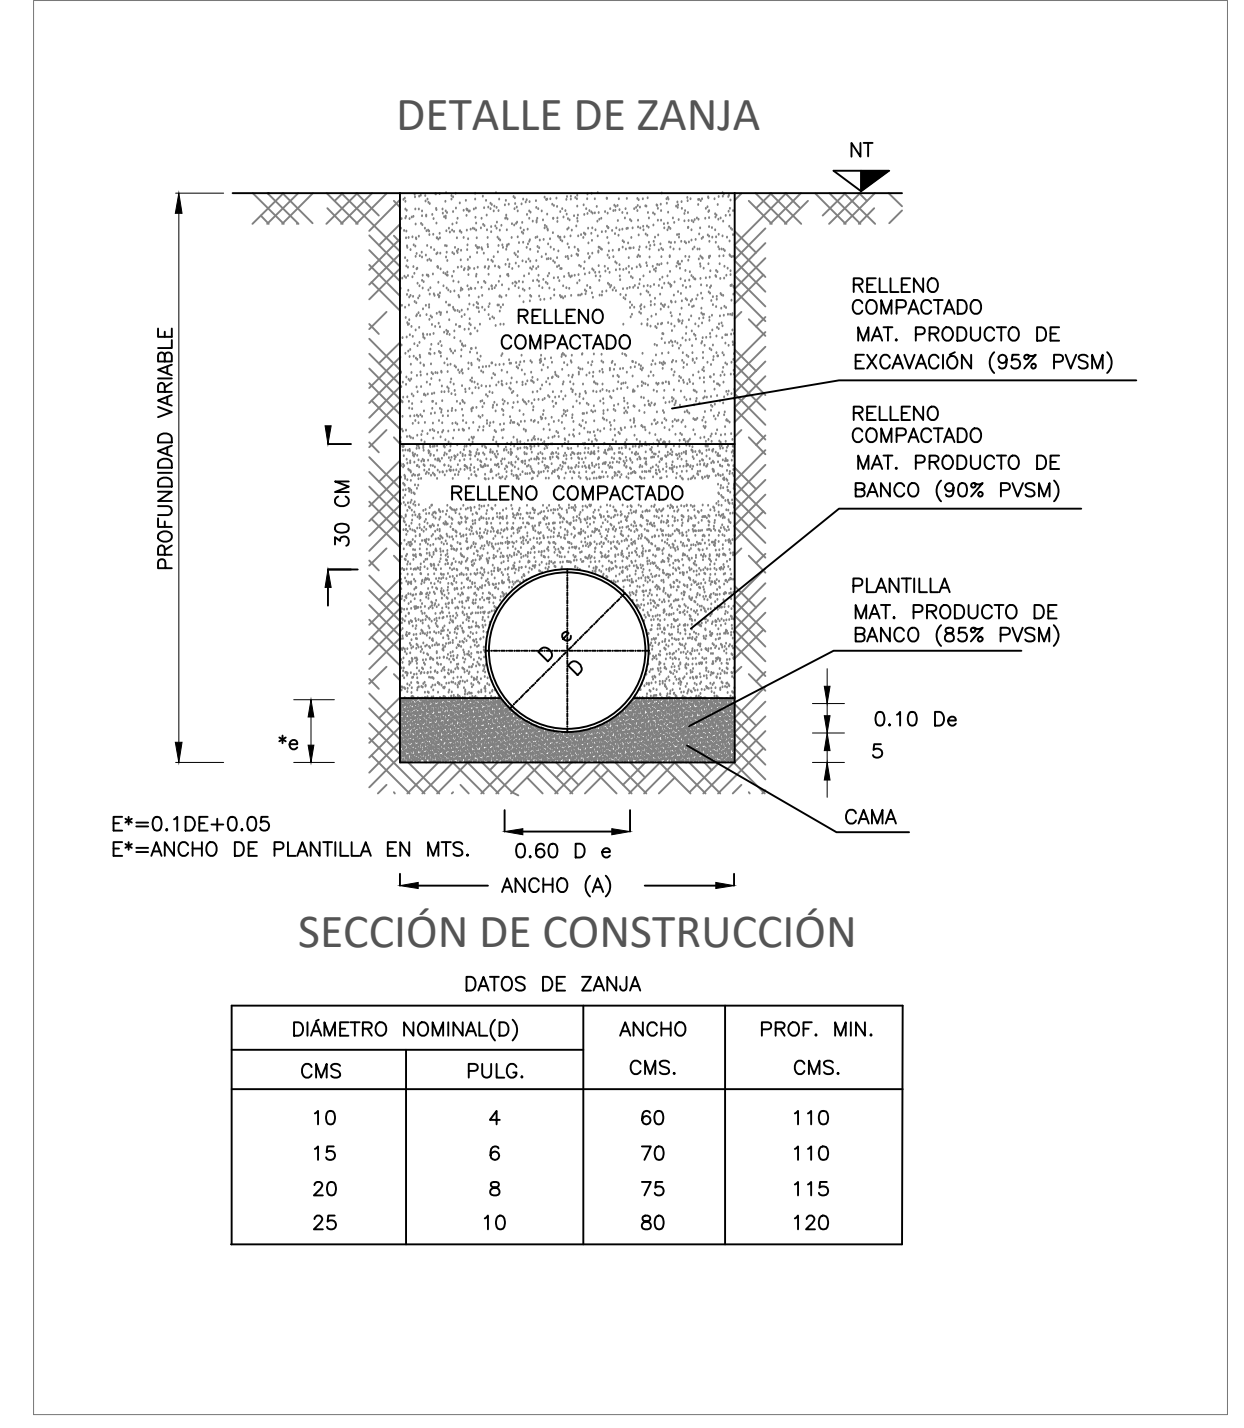 DETALLE DE ZANJA
NT
RELLENO
COMPACTADO
MAT. PRODUCTO DE
EXCAVACIÓN (95% PVSM)
RELLENO
COMPACTADO
PROFUNDIDAD VARIABLE
RELLENO
COMPACTADO
MAT. PRODUCTO DE
BANCO (90% PVSM)
30 CM
RELLENO COMPACTADO
PLANTILLA
MAT. PRODUCTO DE
BANCO (85% PVSM)
D e
D
*e
0.10 De
5
CAMA
E*=0.1DE+0.05
E*=ANCHO DE PLANTILLA EN MTS.
0.60 D e
ANCHO (A)
SECCIÓN DE CONSTRUCCIÓN
DATOS DE ZANJA
DIÁMETRO NOMINAL(D) ANCHO PROF. MIN.
CMS PULG. CMS. CMS.
10 4 60 110
15 6 70 110
20 8 75 115
25 10 80 120